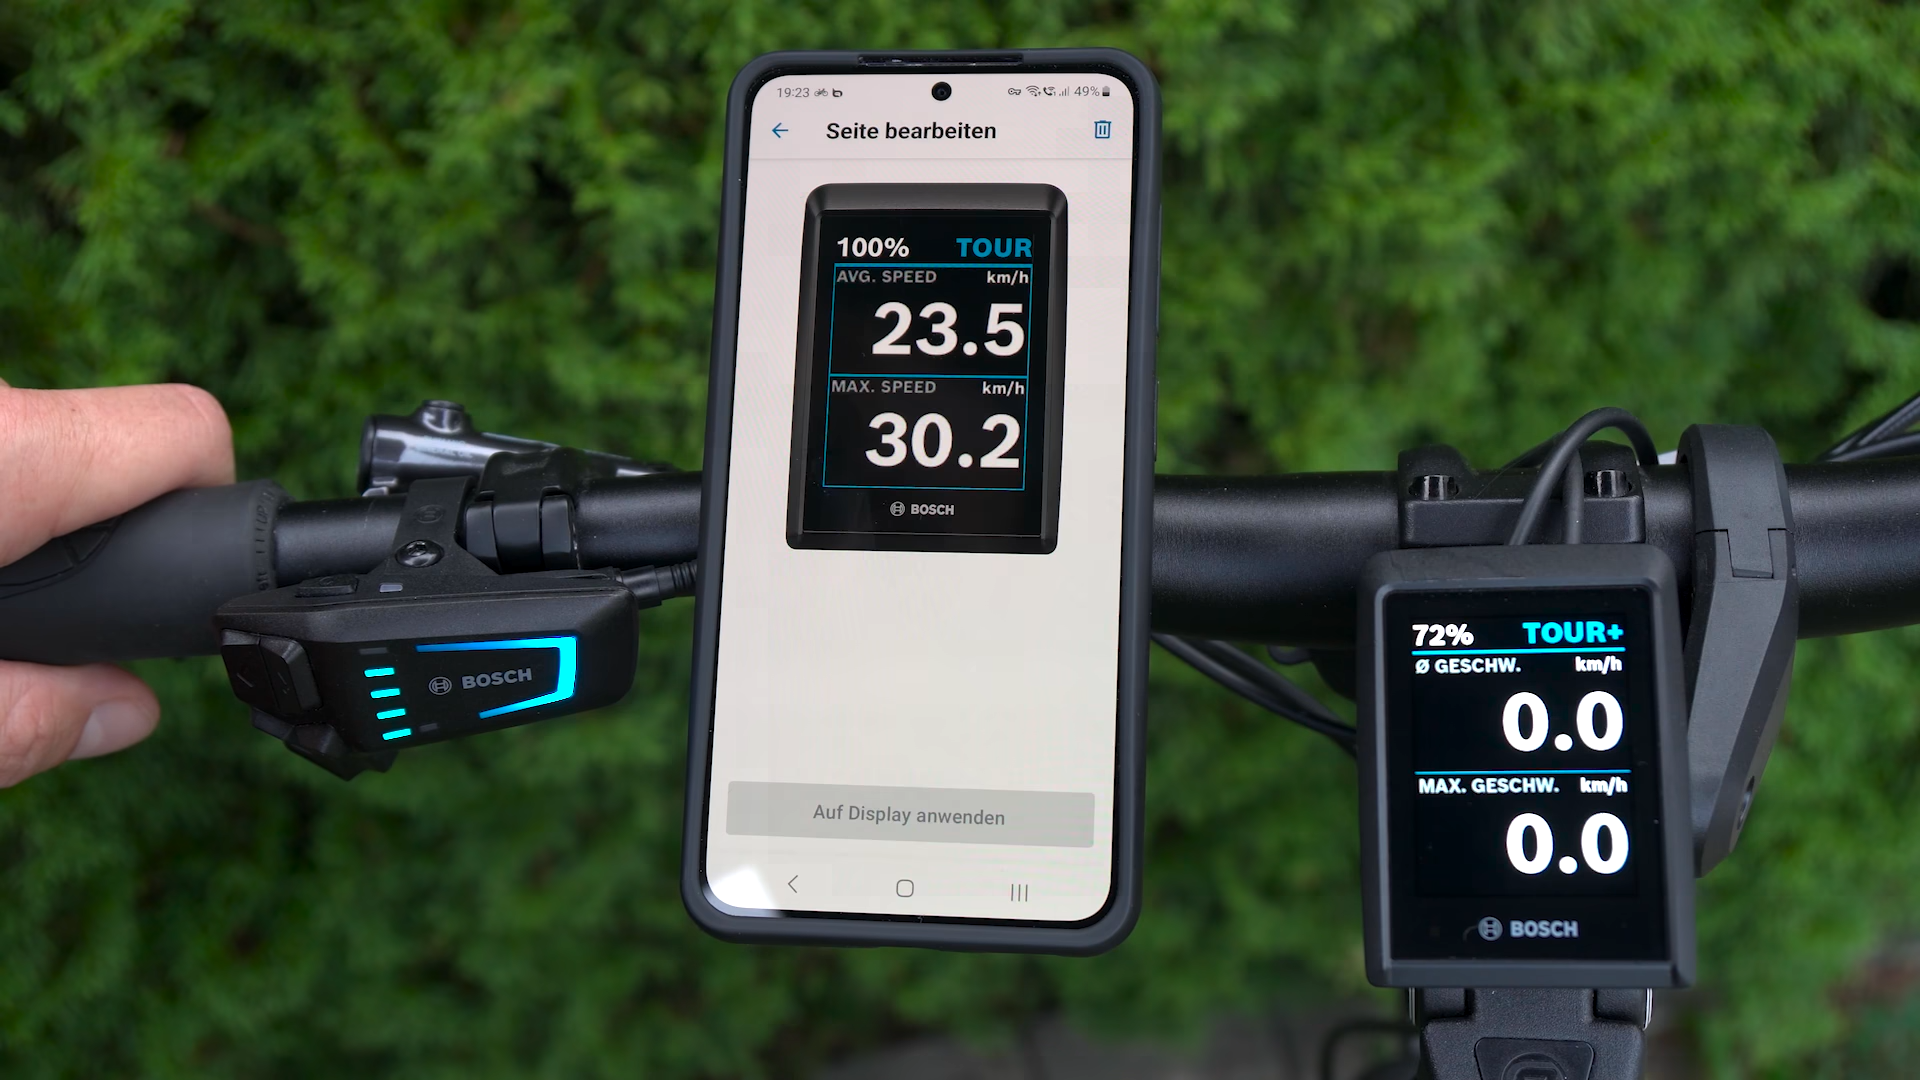 19:23 49%
Seite bearbeiten
100% TOUR
AVG. SPEED km/h
23.5
MAX. SPEED km/h
30.2
BOSCH
Auf Display anwenden
BOSCH
72% TOUR+
Ø GESCHW. km/h
0.0
MAX. GESCHW. km/h
0.0
BOSCH